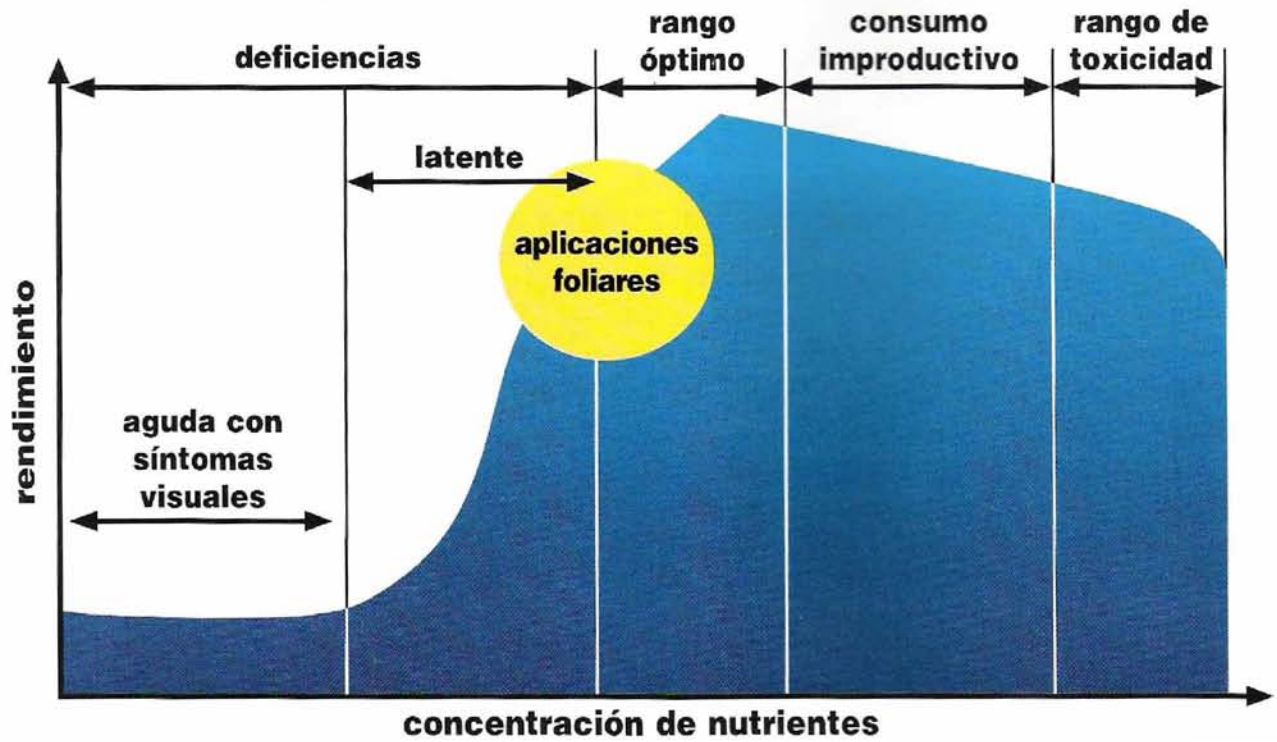 deficiencias
rango
óptimo
consumo
improductivo
rango de
toxicidad
latente
aplicaciones
foliares
aguda con
síntomas
visuales
rendimiento
concentración de nutrientes